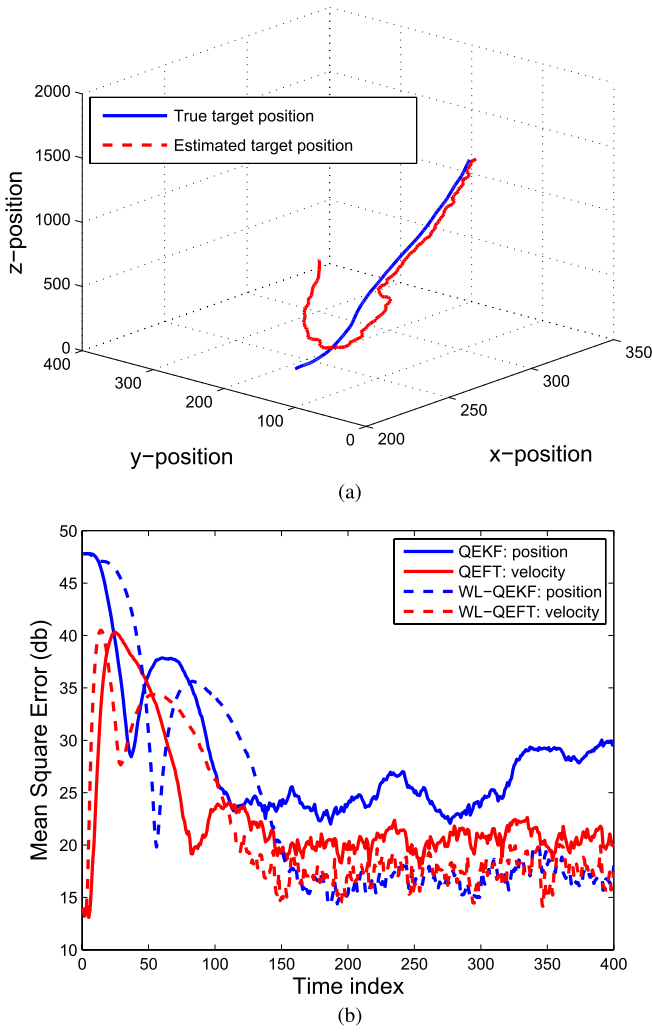 2000
1500
1000
500
0
z−position
True target position
Estimated target position
400
300
200
100
0
y−position
200
250
300
350
x−position
(a)
50
45
40
35
30
25
20
15
10
Mean Square Error (db)
QEKF: position
QEFT: velocity
WL−QEKF: position
WL−QEFT: velocity
0
50
100
150
200
250
300
350
400
Time index
(b)